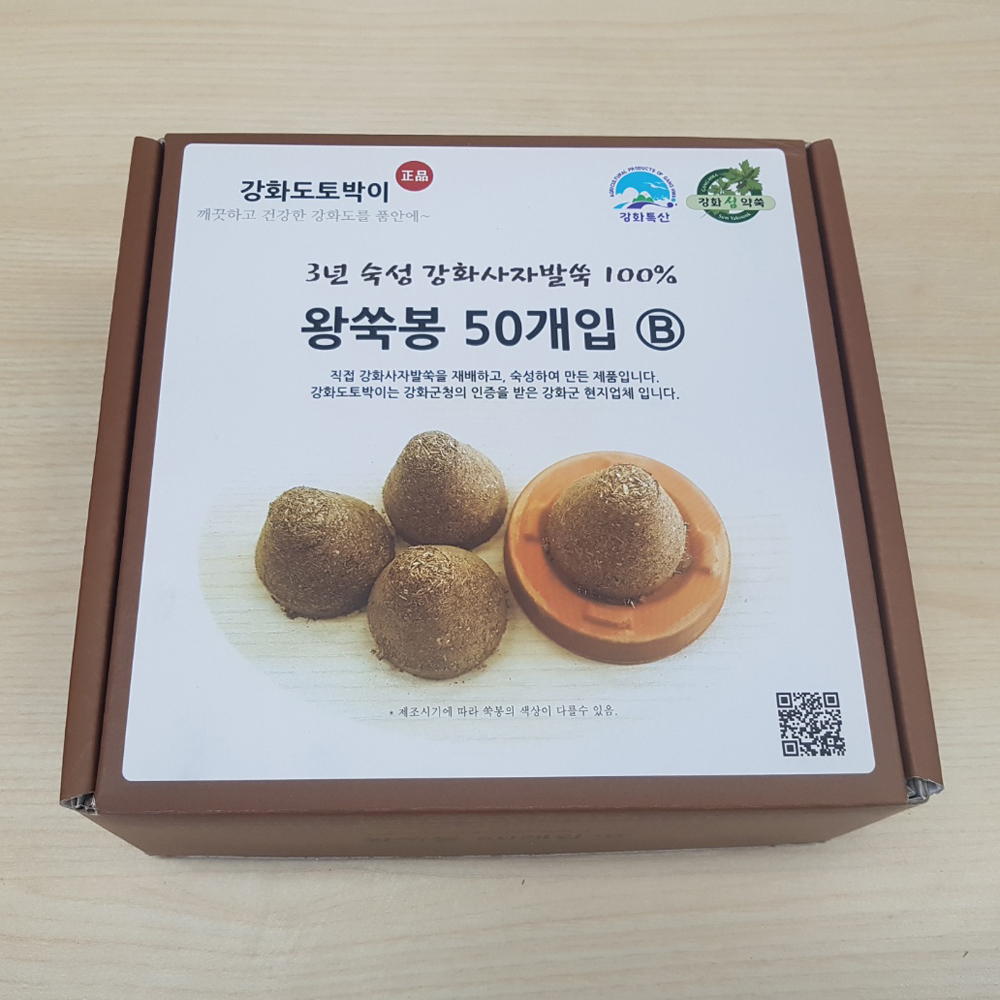 강화도토박이 正品
깨끗하고 건강한 강화도를 품안에~
AGRICULTURAL PRODUCTS OF GANG HWA
강화특산
강화섬약쑥
3년 숙성 강화사자발쑥 100%
왕쑥봉 50개입 Ⓑ
직접 강화사자발쑥을 재배하고, 숙성하여 만든 제품입니다.
강화도토박이는 강화군청의 인증을 받은 강화군 현지업체 입니다.
* 제조시기에 따라 쑥봉의 색상이 다를수 있음.